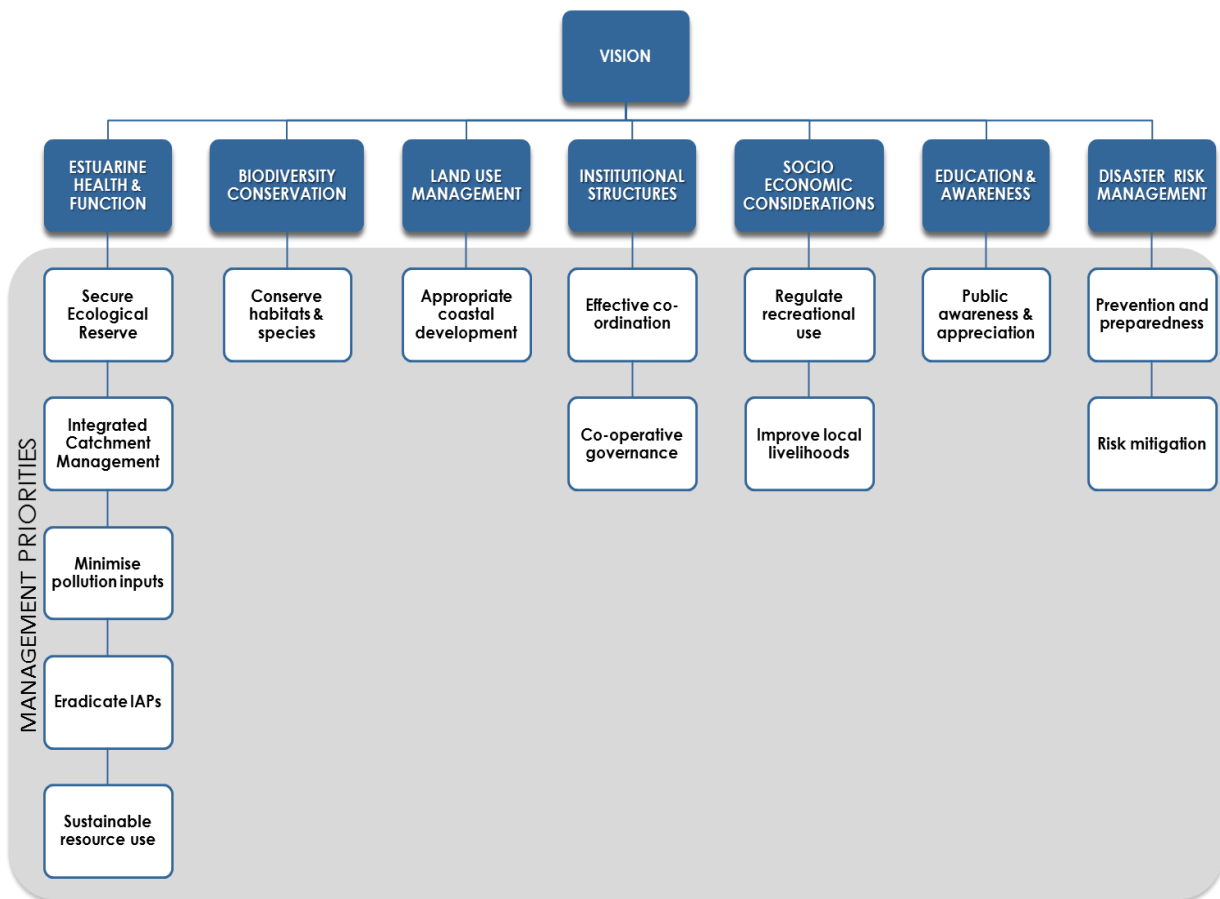 VISION
ESTUARINE
HEALTH &
FUNCTION
BIODIVERSITY
CONSERVATION
LAND USE
MANAGEMENT
INSTITUTIONAL
STRUCTURES
SOCIO
ECONOMIC
CONSIDERATIONS
EDUCATION &
AWARENESS
DISASTER RISK
MANAGEMENT
MANAGEMENT PRIORITIES
Secure
Ecological
Reserve
Conserve
habitats &
species
Appropriate
coastal
development
Effective co-
ordination
Regulate
recreational
use
Public
awareness &
appreciation
Prevention and
preparedness
Integrated
Catchment
Management
Co-operative
governance
Improve local
livelihoods
Risk mitigation
Minimise
pollution inputs
Eradicate IAPs
Sustainable
resource use